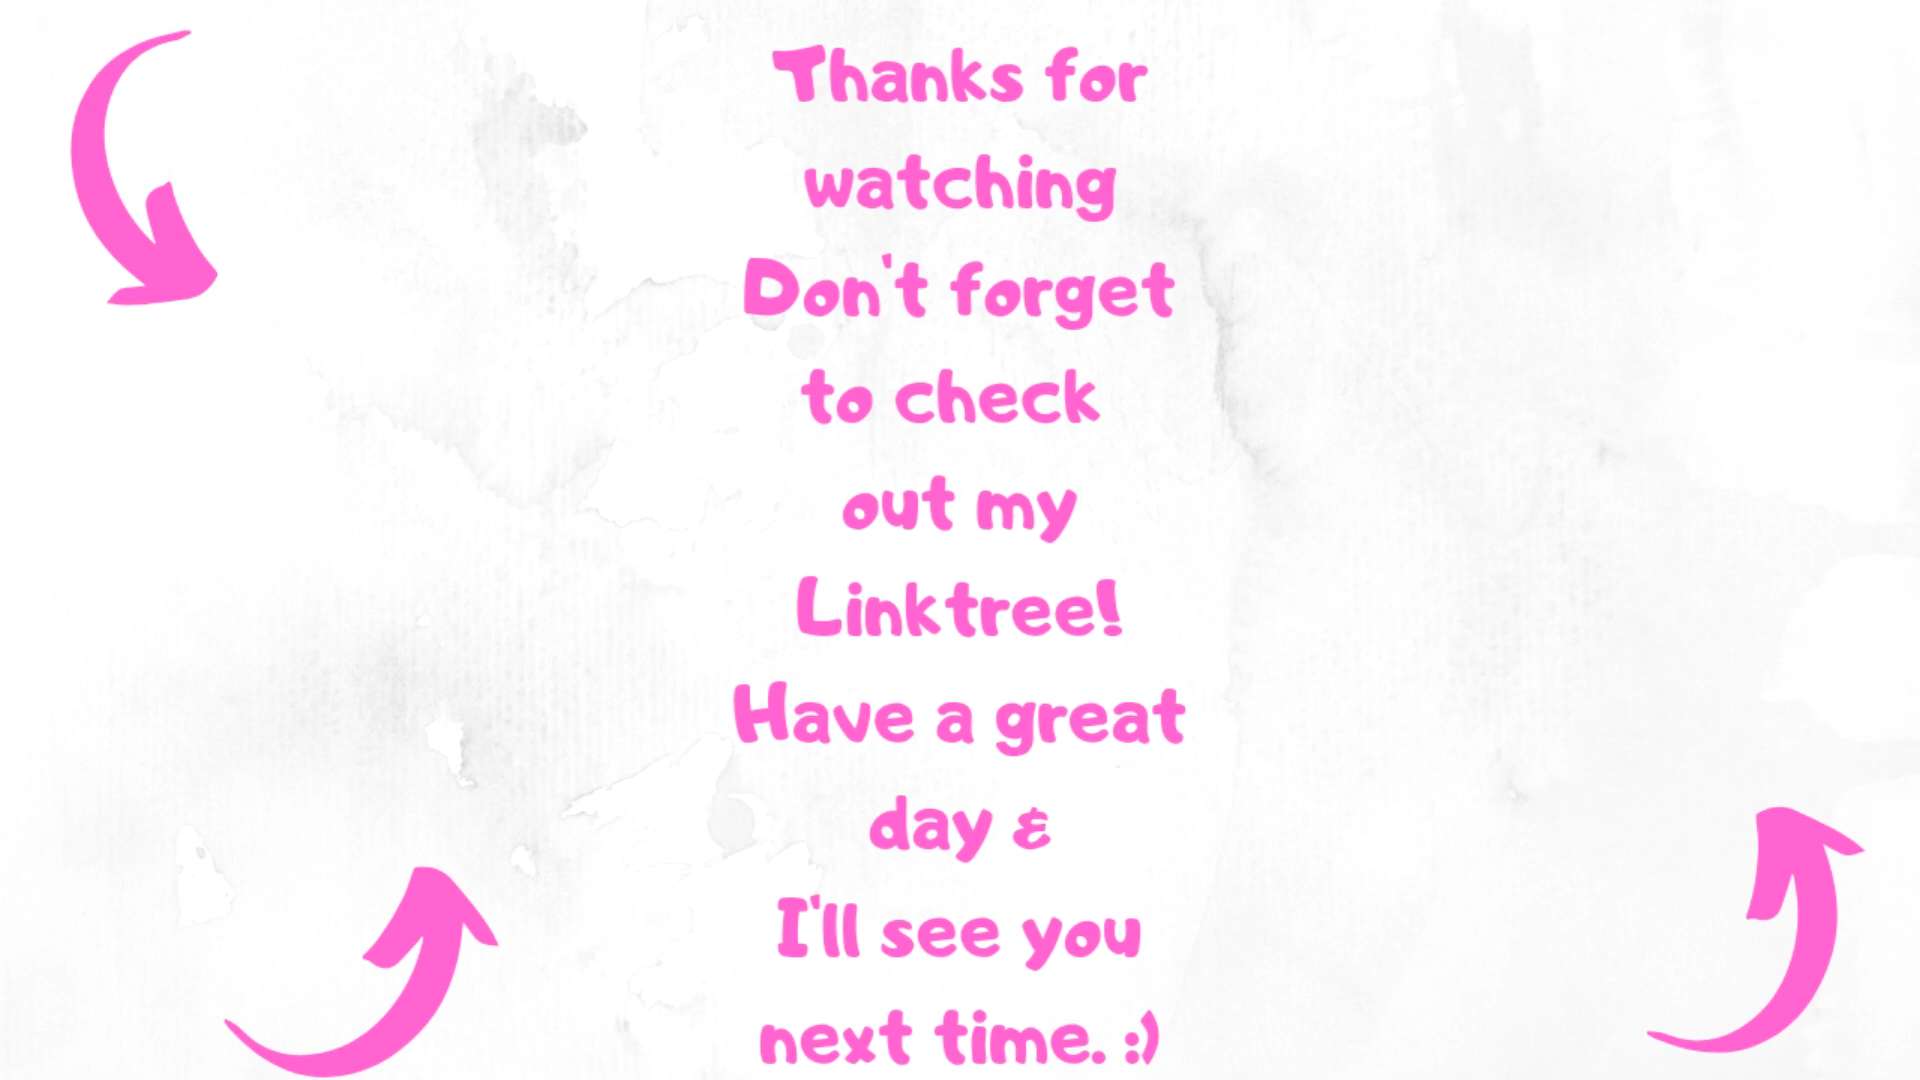 Thanks for
watching
Don't forget
to check
out my
Linktree!
Have a great
day &
I'll see you
next time. :)